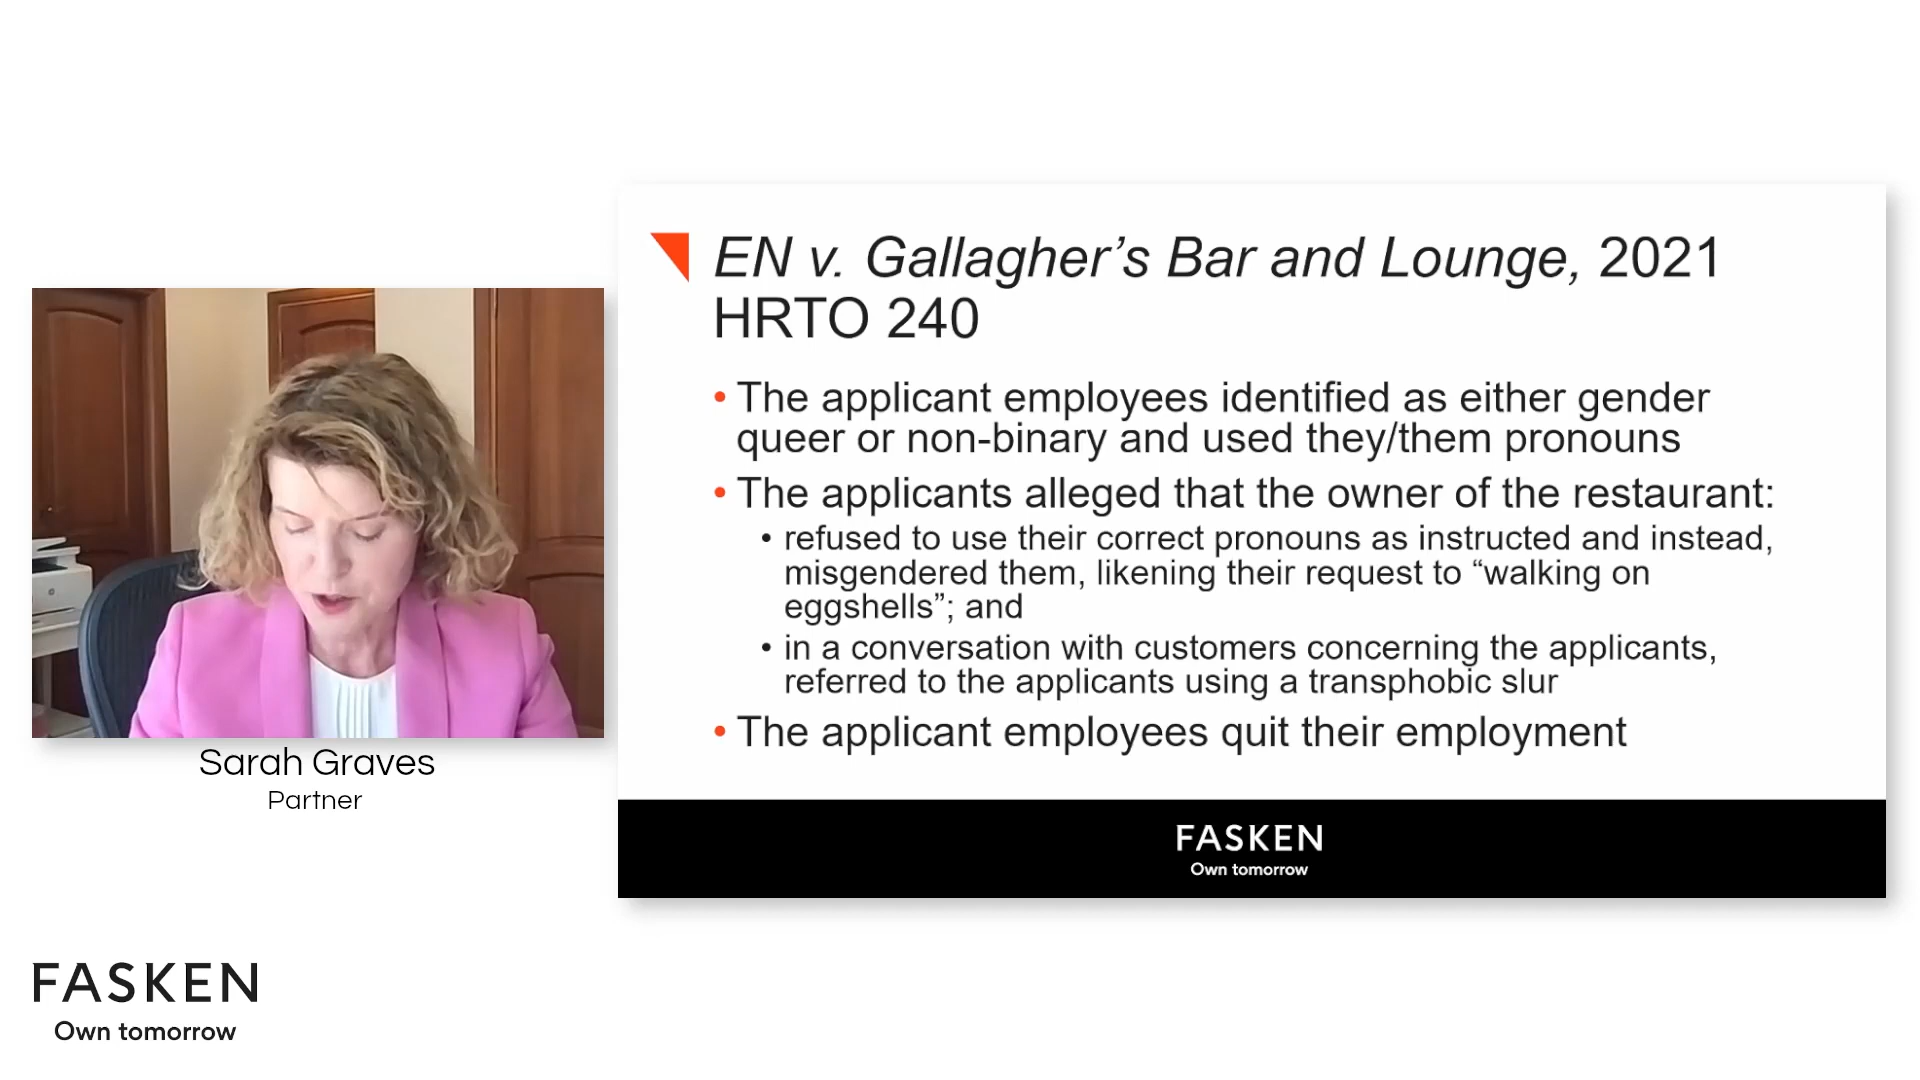 EN v. Gallagher’s Bar and Lounge, 2021
HRTO 240
• The applicant employees identified as either gender
queer or non-binary and used they/them pronouns
• The applicants alleged that the owner of the restaurant:
• refused to use their correct pronouns as instructed and instead,
misgendered them, likening their request to “walking on
eggshells”; and
• in a conversation with customers concerning the applicants,
referred to the applicants using a transphobic slur
• The applicant employees quit their employment
FASKEN
Own tomorrow
Sarah Graves
Partner
FASKEN
Own tomorrow